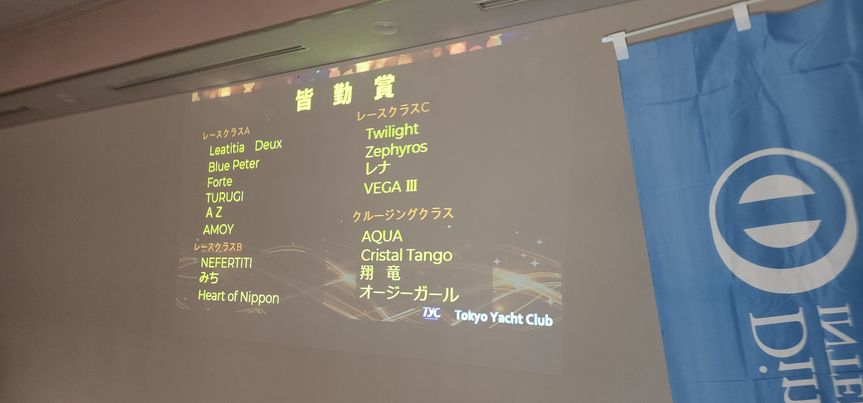 皆勤賞
レースクラスA
Leatitia Deux
Blue Peter
Forte
TURUGI
A Z
AMOY
レースクラスB
NEFERTITI
みち
Heart of Nippon
レースクラスC
Twilight
Zephyros
レナ
VEGA III
クルージングクラス
AQUA
Cristal Tango
翔 竜
オージーガール
TYC Tokyo Yacht Club